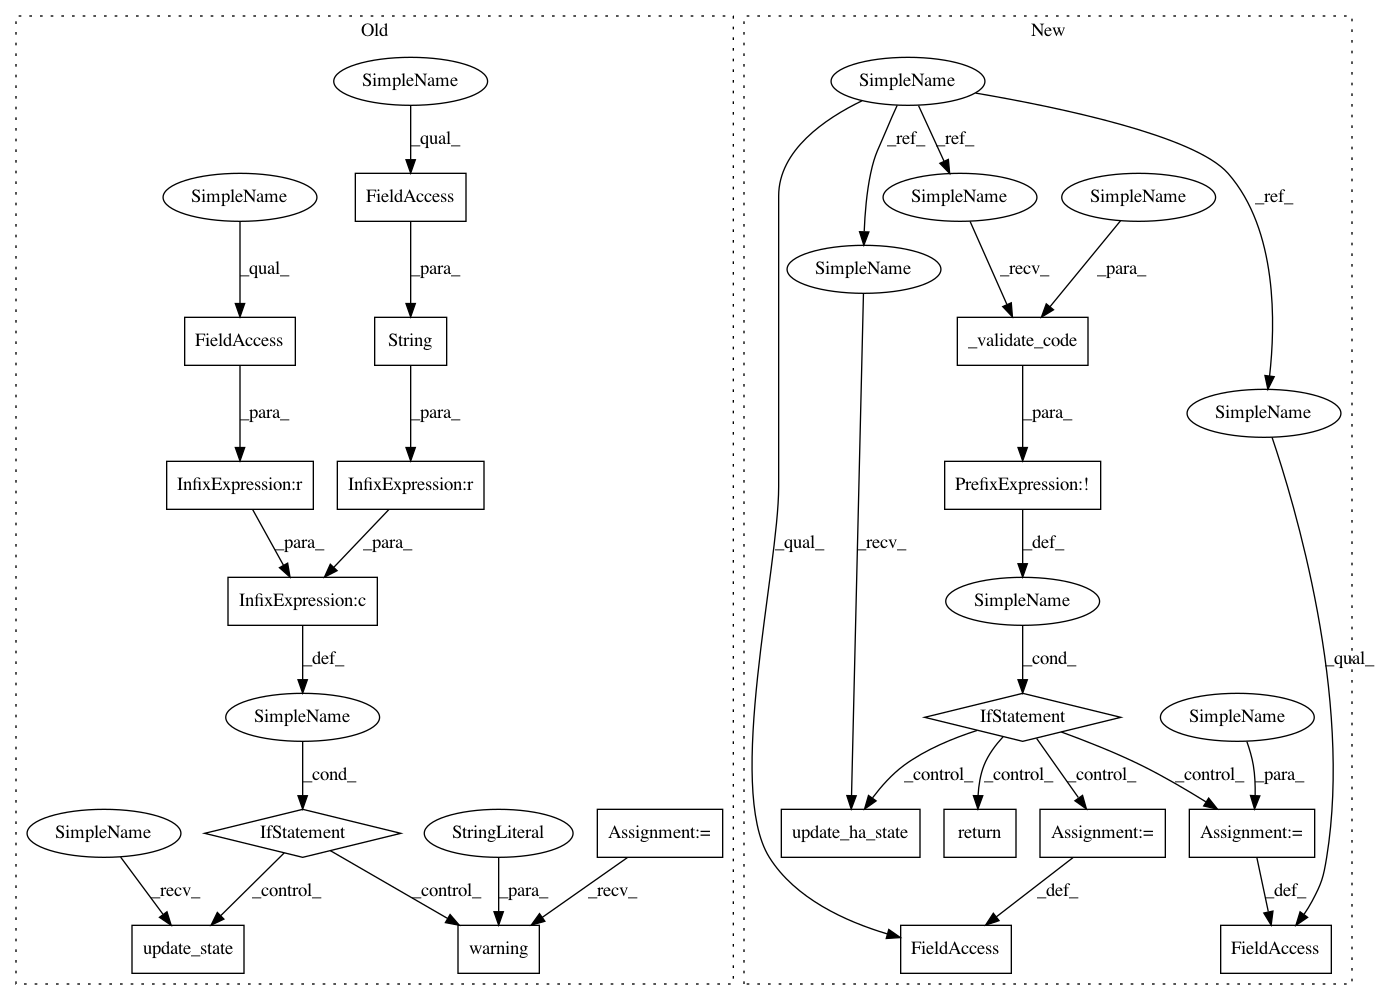 Old
New
SimpleName
SimpleName
_qual_
_ref_
_ref_
SimpleName
FieldAccess
SimpleName
SimpleName
_ref_
_qual_
_para_
SimpleName
_recv_
_para_
FieldAccess
String
_validate_code
_para_
_para_
_para_
SimpleName
InfixExpression:r
InfixExpression:r
PrefixExpression:!
_para_
_para_
_qual_
_recv_
_def_
InfixExpression:c
SimpleName
_def_
_cond_
_qual_
SimpleName
IfStatement
SimpleName
_cond_
_control_
_control_
_control_
_control_
_para_
SimpleName
IfStatement
StringLiteral
Assignment:=
update_ha_state
return
Assignment:=
Assignment:=
_recv_
_control_
_control_
_para_
_recv_
_def_
_def_
update_state
warning
FieldAccess
FieldAccess